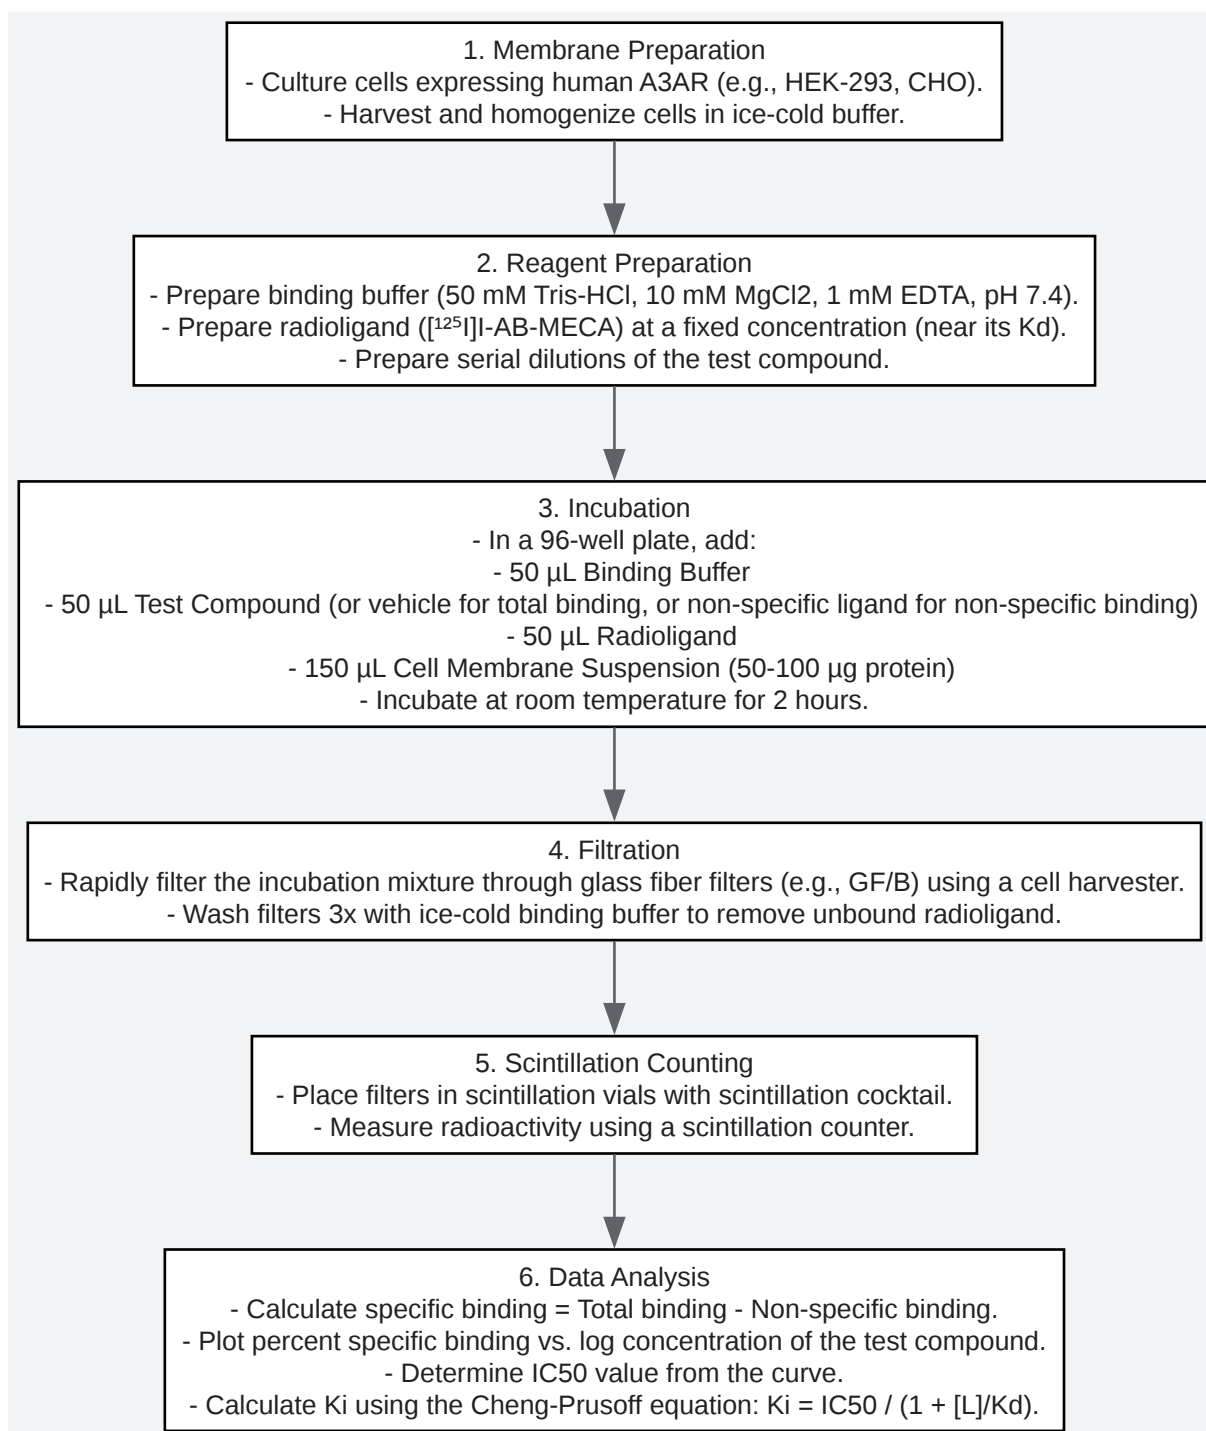 1. Membrane Preparation
- Culture cells expressing human A3AR (e.g., HEK-293, CHO).
- Harvest and homogenize cells in ice-cold buffer.
2. Reagent Preparation
- Prepare binding buffer (50 mM Tris-HCl, 10 mM MgCl2, 1 mM EDTA, pH 7.4).
- Prepare radioligand ([¹²⁵I]I-AB-MECA) at a fixed concentration (near its Kd).
- Prepare serial dilutions of the test compound.
3. Incubation
- In a 96-well plate, add:
- 50 µL Binding Buffer
- 50 µL Test Compound (or vehicle for total binding, or non-specific ligand for non-specific binding)
- 50 µL Radioligand
- 150 µL Cell Membrane Suspension (50-100 µg protein)
- Incubate at room temperature for 2 hours.
4. Filtration
- Rapidly filter the incubation mixture through glass fiber filters (e.g., GF/B) using a cell harvester.
- Wash filters 3x with ice-cold binding buffer to remove unbound radioligand.
5. Scintillation Counting
- Place filters in scintillation vials with scintillation cocktail.
- Measure radioactivity using a scintillation counter.
6. Data Analysis
- Calculate specific binding = Total binding - Non-specific binding.
- Plot percent specific binding vs. log concentration of the test compound.
- Determine IC50 value from the curve.
- Calculate Ki using the Cheng-Prusoff equation: Ki = IC50 / (1 + [L]/Kd).